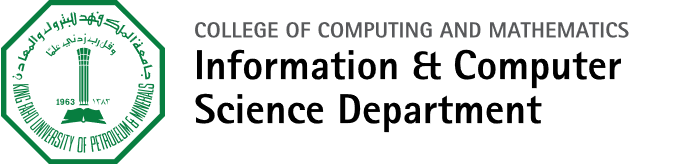 جامعة الملك فهد للبترول والمعادن
وقل رب زدني علمًا
1963 ١٣٨٣
KING FAHD UNIVERSITY OF PETROLEUM & MINERALS
COLLEGE OF COMPUTING AND MATHEMATICS
Information & Computer
Science Department